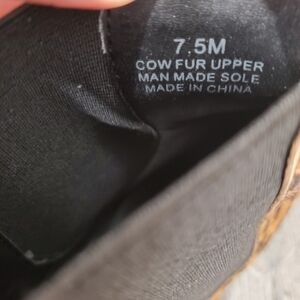 7.5M
COW FUR UPPER
MAN MADE SOLE
MADE IN CHINA